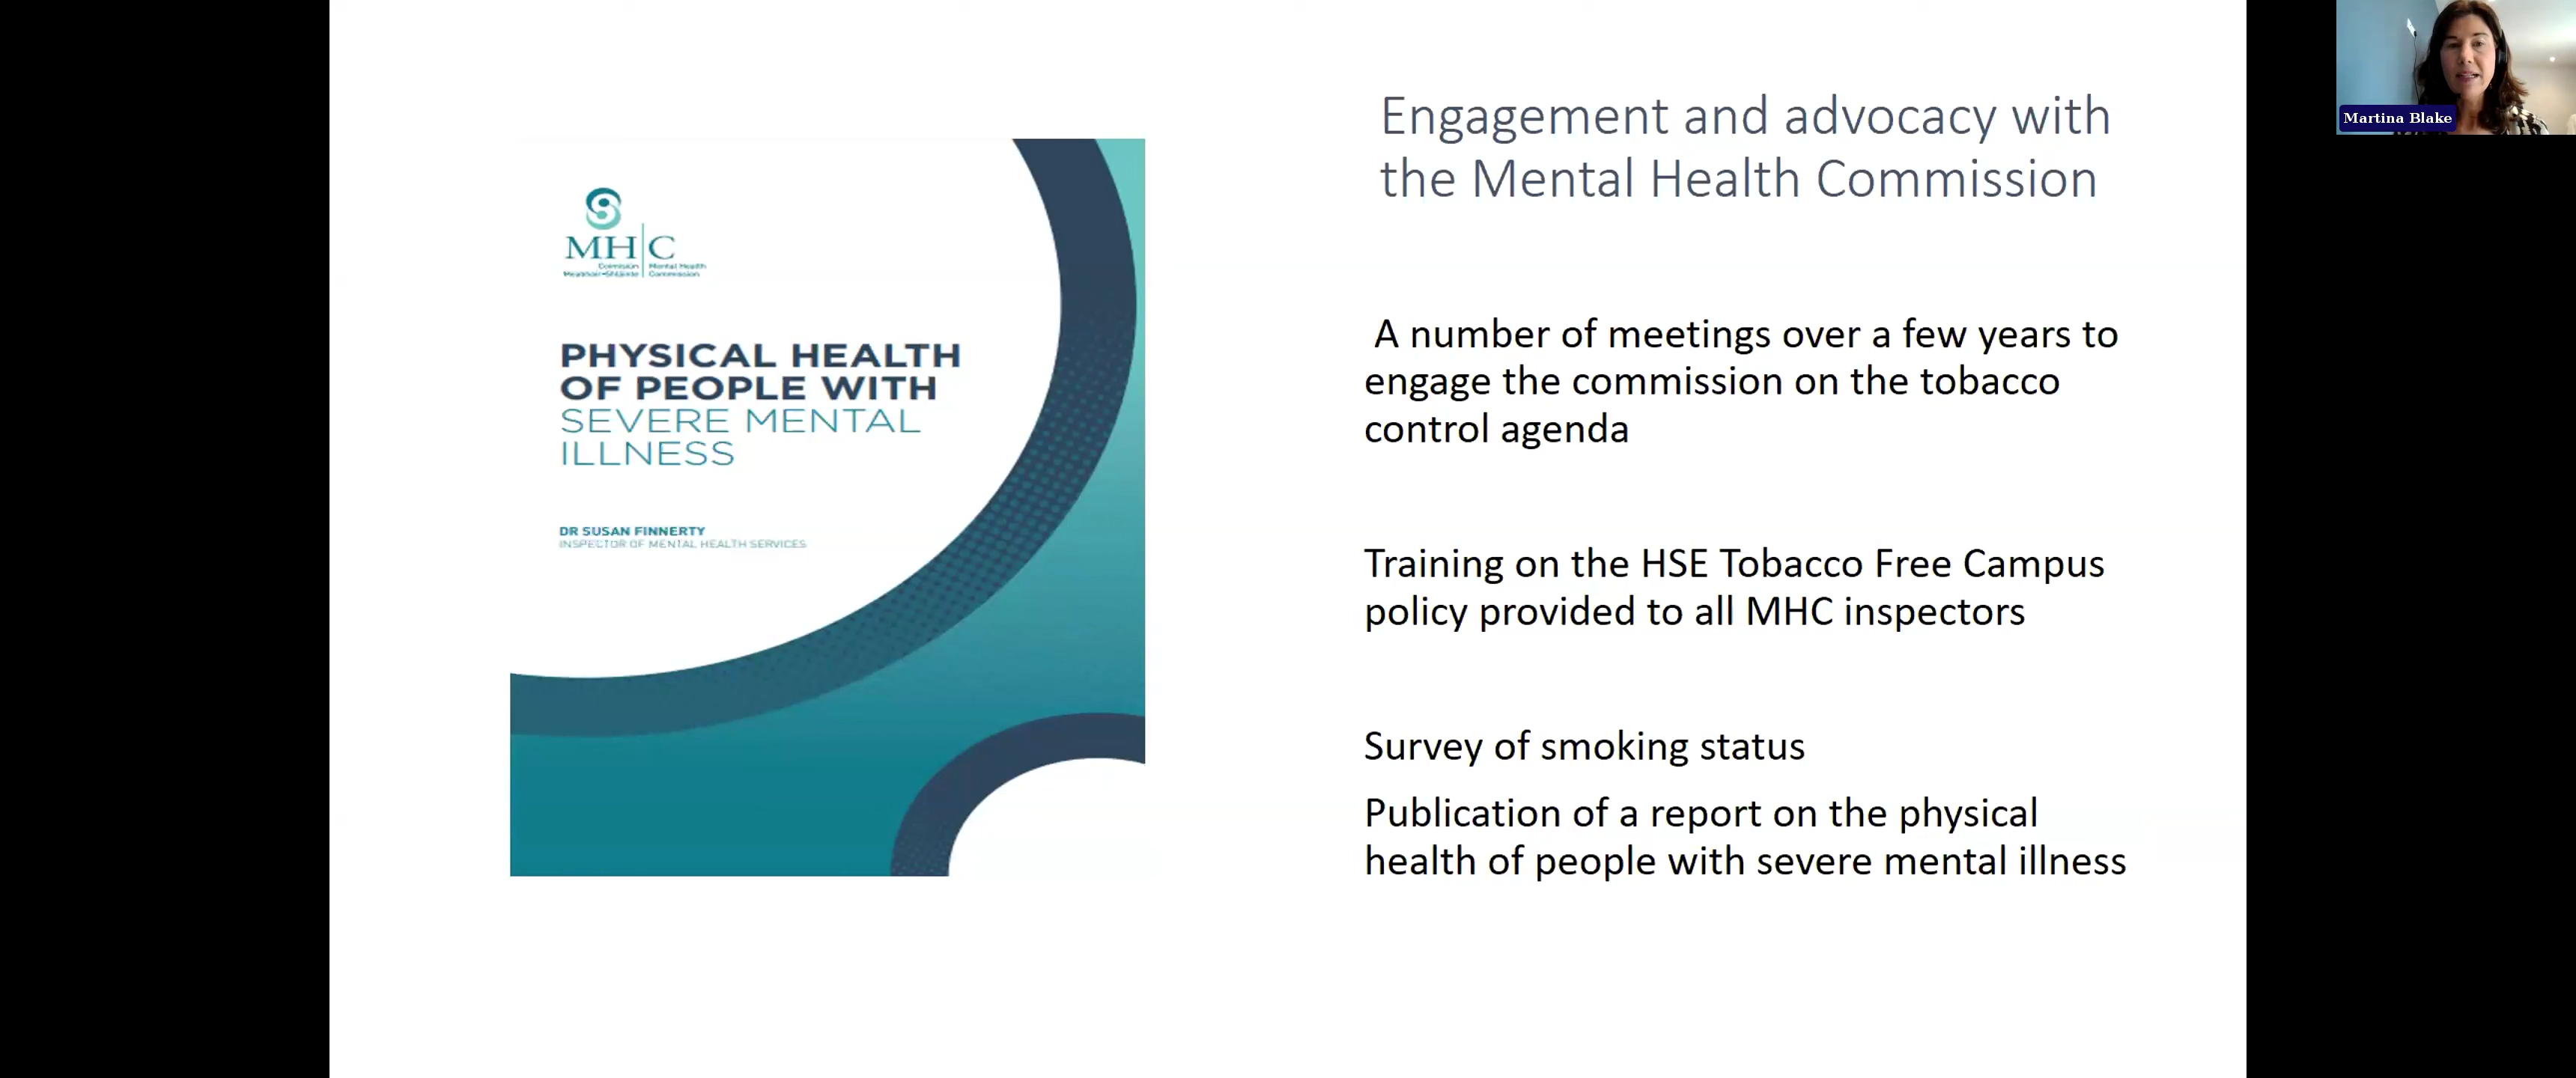 Engagement and advocacy with
the Mental Health Commission
Martina Blake
MH C
Coimisiún Mental Health
Meabhair-Shláinte Commission
PHYSICAL HEALTH
OF PEOPLE WITH
SEVERE MENTAL
ILLNESS
DR SUSAN FINNERTY
INSPECTOR OF MENTAL HEALTH SERVICES
A number of meetings over a few years to
engage the commission on the tobacco
control agenda
Training on the HSE Tobacco Free Campus
policy provided to all MHC inspectors
Survey of smoking status
Publication of a report on the physical
health of people with severe mental illness